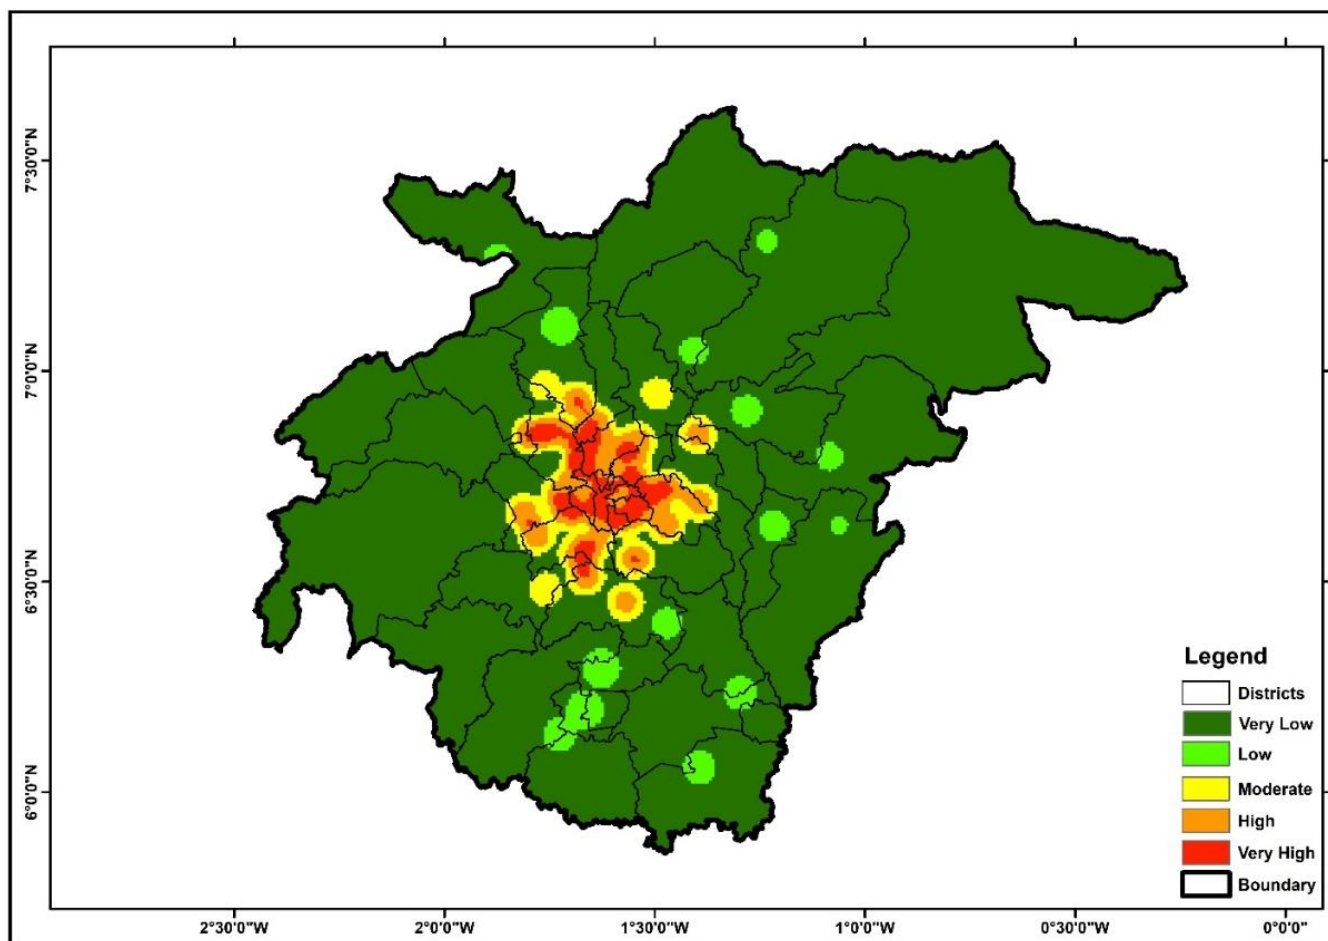 7°30'0"N
7°0'0"N
6°30'0"N
6°0'0"N
Legend
Districts
Very Low
Low
Moderate
High
Very High
Boundary
2°30'0"W
2°0'0"W
1°30'0"W
1°0'0"W
0°30'0"W
0°0'0"